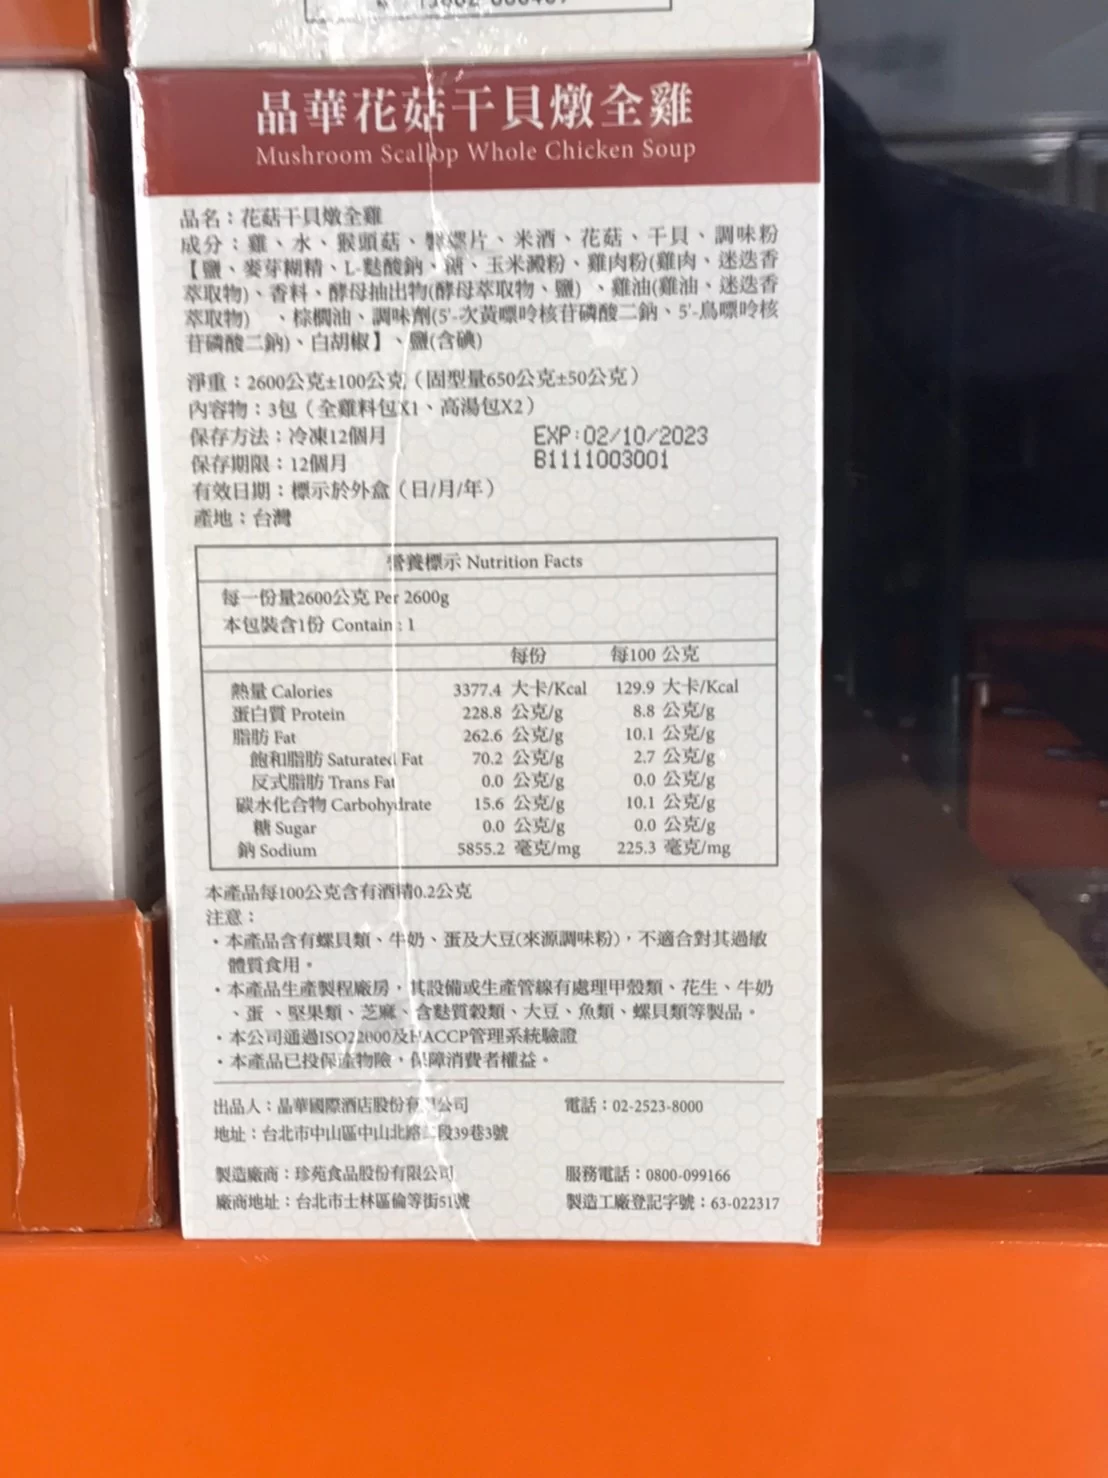 晶華花菇干貝燉全雞
Mushroom Scallop Whole Chicken Soup
品名：花菇干貝燉全雞
成分：雞、水、猴頭菇、響螺片、米酒、花菇、干貝、調味粉
【鹽、麥芽糊精、L-麩酸鈉、糖、玉米澱粉、雞肉粉(雞肉、迷迭香
萃取物)、香料、酵母抽出物(酵母萃取物、鹽)、雞油(雞油、迷迭香
萃取物)、棕櫚油、調味劑(5'-次黃嘌呤核苷磷酸二鈉、5'-鳥嘌呤核
苷磷酸二鈉)、白胡椒】、鹽(含碘)
淨重：2600公克±100公克（固型量650公克±50公克）
內容物：3包（全雞料包X1、高湯包X2）
保存方法：冷凍12個月
EXP:02/10/2023
保存期限：12個月
B1111003001
有效日期：標示於外盒（日/月/年）
產地：台灣
營養標示 Nutrition Facts
每一份量2600公克 Per 2600g
本包裝含1份 Contain : 1
每份 每100 公克
熱量 Calories 3377.4 大卡/Kcal 129.9 大卡/Kcal
蛋白質 Protein 228.8 公克/g 8.8 公克/g
脂肪 Fat 262.6 公克/g 10.1 公克/g
飽和脂肪 Saturated Fat 70.2 公克/g 2.7 公克/g
反式脂肪 Trans Fat 0.0 公克/g 0.0 公克/g
碳水化合物 Carbohydrate 15.6 公克/g 10.1 公克/g
糖 Sugar 0.0 公克/g 0.0 公克/g
鈉 Sodium 5855.2 毫克/mg 225.3 毫克/mg
本產品每100公克含有酒精0.2公克
注意：
・本產品含有螺貝類、牛奶、蛋及大豆(來源調味粉)，不適合對其過敏
體質食用。
・本產品生產製程廠房，其設備或生產管線有處理甲殼類、花生、牛奶
、蛋、堅果類、芝麻、含麩質穀類、大豆、魚類、螺貝類等製品。
・本公司通過ISO22000及HACCP管理系統驗證
・本產品已投保產物險，保障消費者權益。
出品人：晶華國際酒店股份有限公司 電話：02-2523-8000
地址：台北市中山區中山北路二段39巷3號
製造廠商：珍苑食品股份有限公司 服務電話：0800-099166
廠商地址：台北市士林區倫等街51號 製造工廠登記字號：63-022317